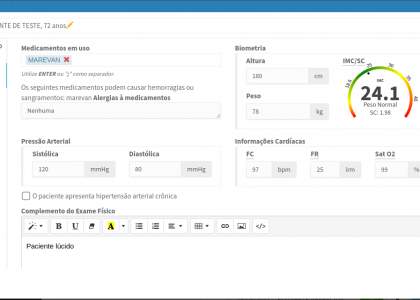 NTE DE TESTE, 72 anos
Medicamentos em uso
MAREVAN
Utilize ENTER ou ";" como separador.
Os seguintes medicamentos podem causar hemorragias ou
sangramentos: marevan Alergias à medicamentos
Nenhuma
Biometria
Altura
180 cm
Peso
78 kg
IMC/SC
IMC
24.1
Peso Normal
SC: 1.98
Pressão Arterial
Sistólica
120 mmHg
Diastólica
80 mmHg
O paciente apresenta hipertensão arterial crônica
Informações Cardíacas
FC
97 bpm
FR
25 irm
Sat O2
99 %
Complemento do Exame Físico
B U A
Paciente lúcido